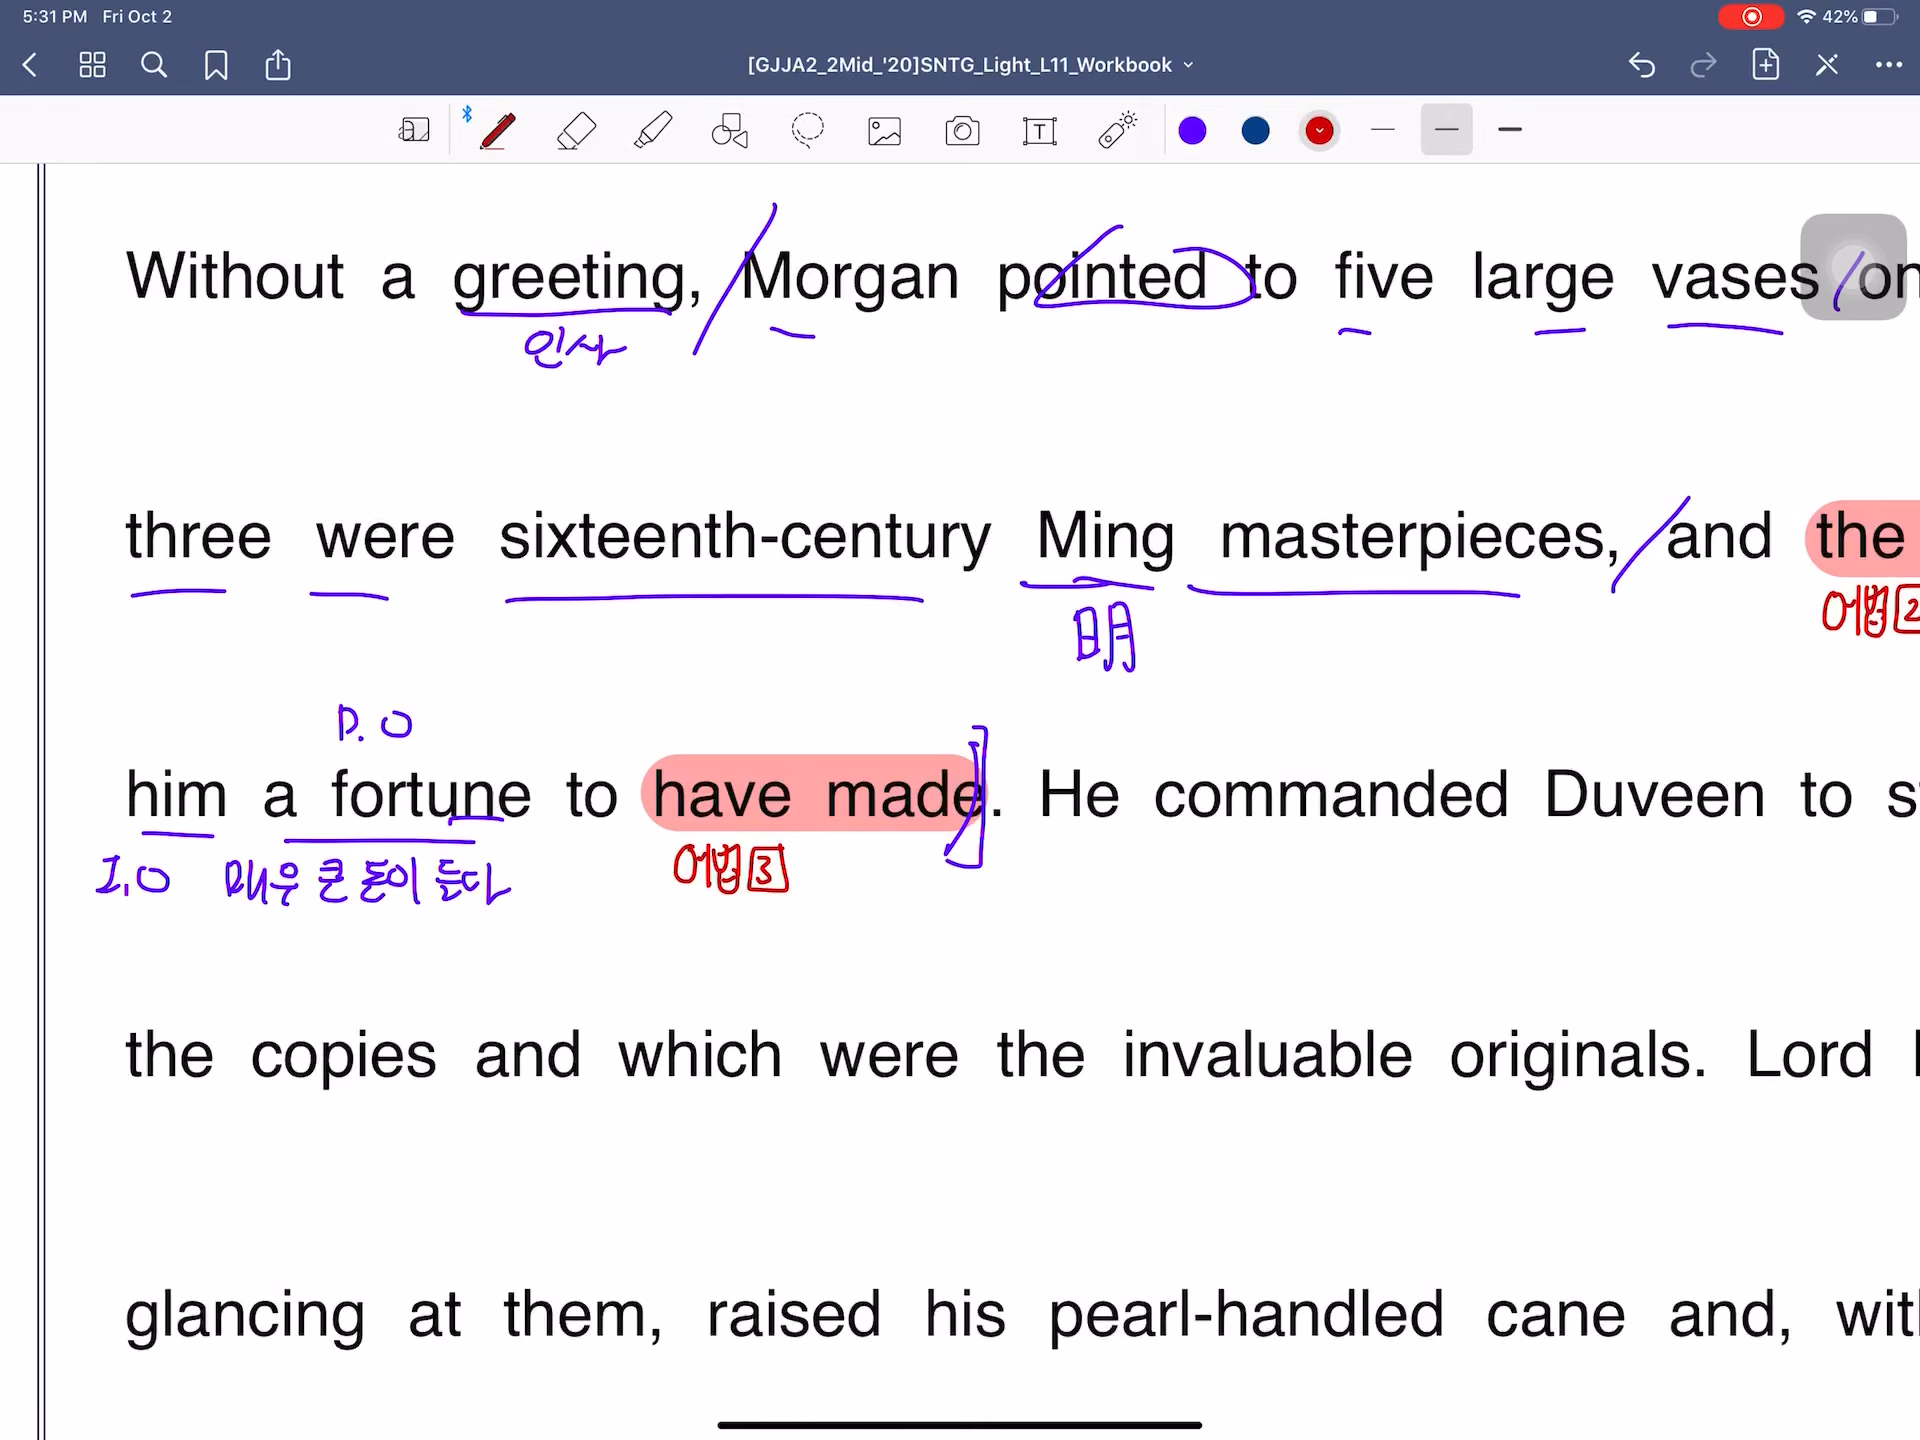 5:31 PM Fri Oct 2
42%
[GJJA2_2Mid_'20]SNTG_Light_L11_Workbook
Without a greeting, Morgan pointed to five large vases on
인사
three were sixteenth-century Ming masterpieces, and the
明
어법 2
D.O
him a fortune to have made. He commanded Duveen to s
I.O 매우 큰 돈이 든다
어법 3
the copies and which were the invaluable originals. Lord
glancing at them, raised his pearl-handled cane and, wit